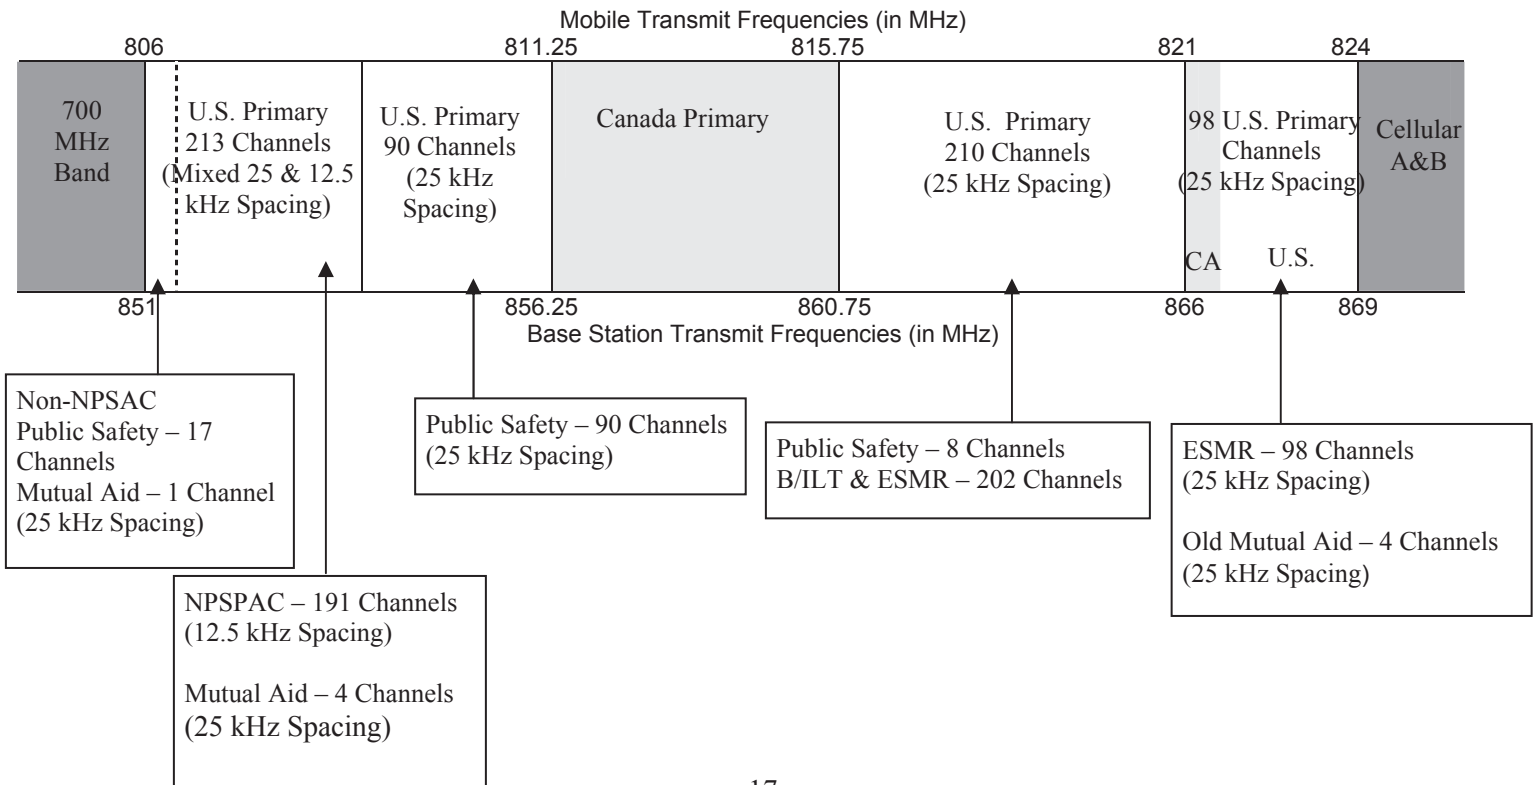 Mobile Transmit Frequencies (in MHz)
806
811.25
815.75
821
824
700
MHz
Band
U.S. Primary
213 Channels
(Mixed 25 & 12.5
kHz Spacing)
U.S. Primary
90 Channels
(25 kHz
Spacing)
Canada Primary
U.S. Primary
210 Channels
(25 kHz Spacing)
98 U.S. Primary
Channels
(25 kHz Spacing)
CA
U.S.
Cellular
A&B
851
856.25
860.75
866
869
Base Station Transmit Frequencies (in MHz)
Non-NPSAC
Public Safety – 17
Channels
Mutual Aid – 1 Channel
(25 kHz Spacing)
NPSPAC – 191 Channels
(12.5 kHz Spacing)
Mutual Aid – 4 Channels
(25 kHz Spacing)
Public Safety – 90 Channels
(25 kHz Spacing)
Public Safety – 8 Channels
B/ILT & ESMR – 202 Channels
ESMR – 98 Channels
(25 kHz Spacing)
Old Mutual Aid – 4 Channels
(25 kHz Spacing)
17